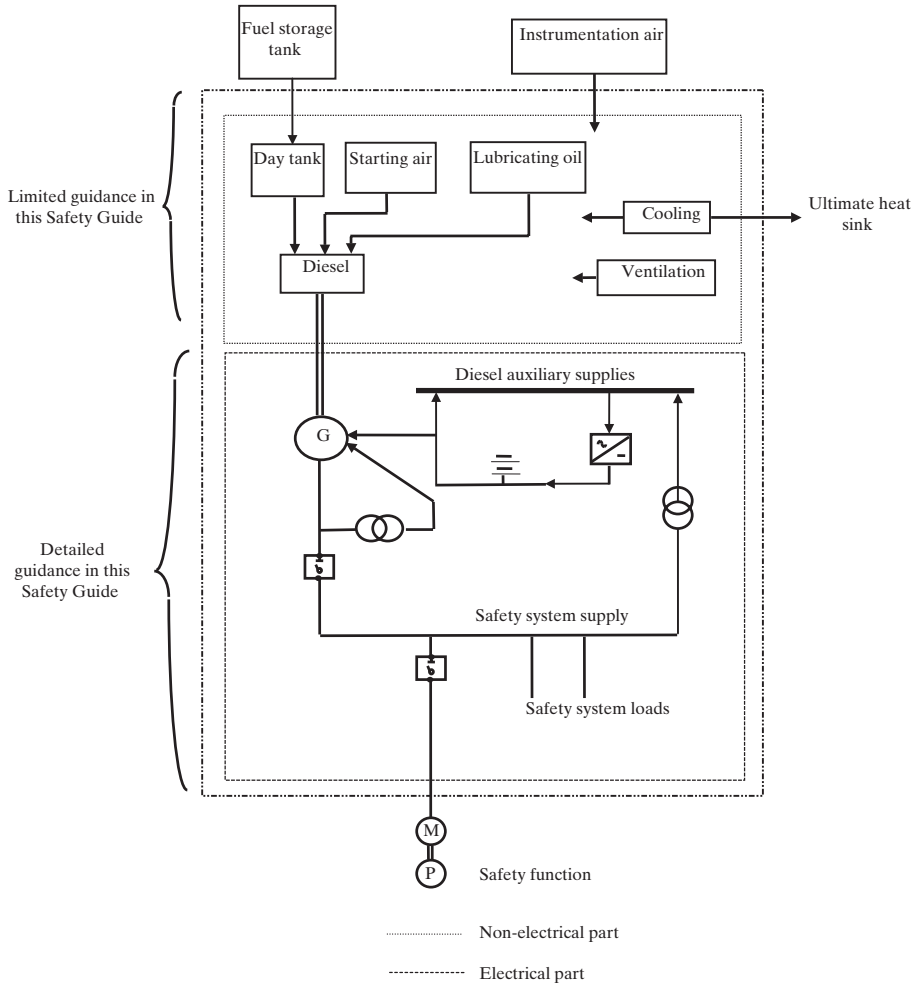 Fuel storage
tank
Instrumentation air
Day tank
Starting air
Lubricating oil
Limited guidance in
this Safety Guide
Cooling
Ultimate heat
sink
Diesel
Ventilation
Diesel auxiliary supplies
G
Detailed
guidance in this
Safety Guide
Safety system supply
Safety system loads
M
P
Safety function
Non-electrical part
Electrical part